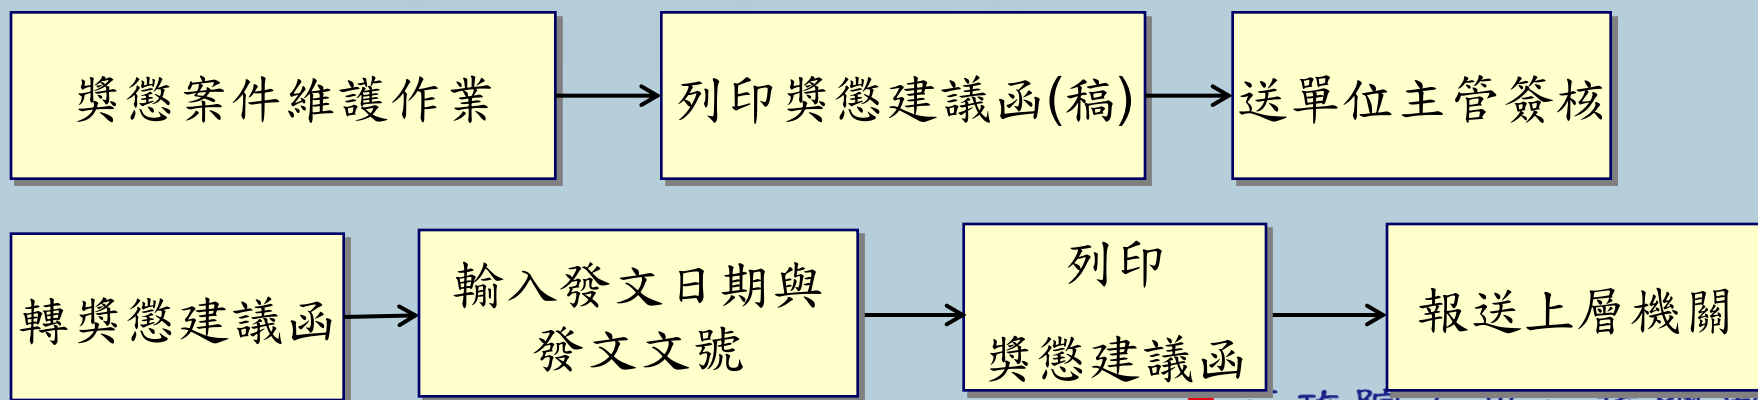 獎懲案件維護作業
列印獎懲建議函(稿)
送單位主管簽核
轉獎懲建議函
輸入發文日期與
發文文號
列印
獎懲建議函
報送上層機關